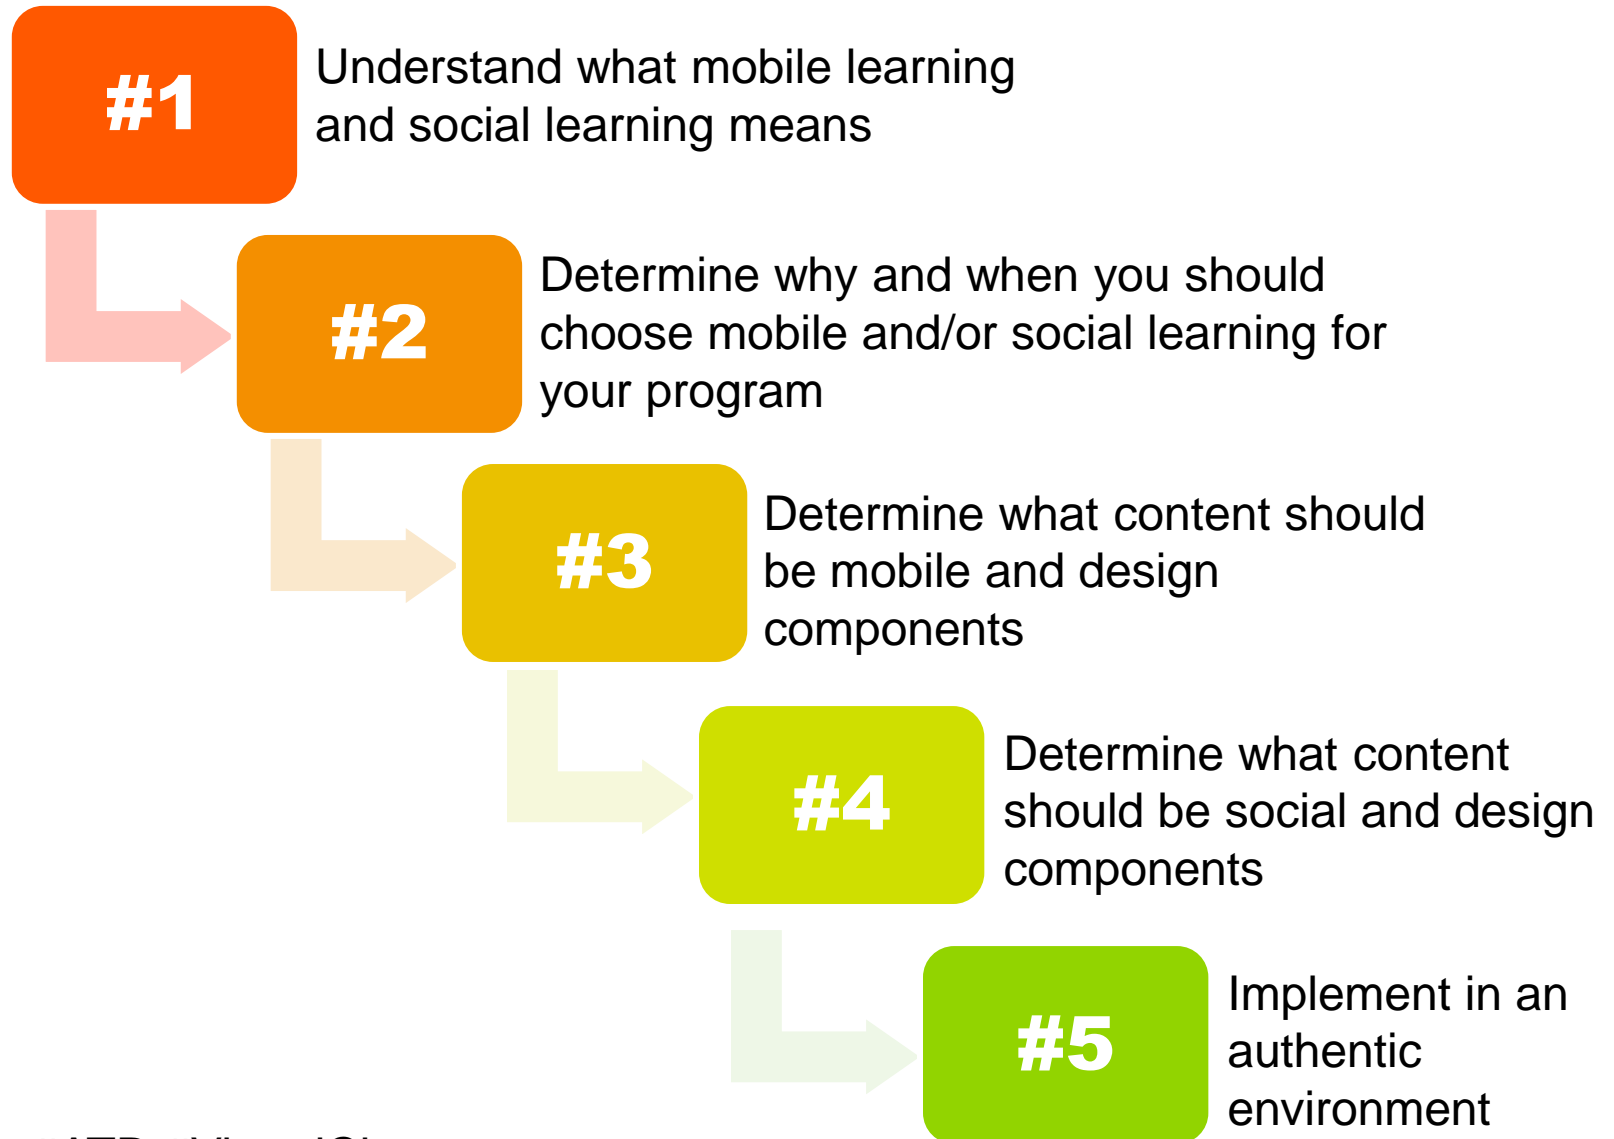 #1
Understand what mobile learning
and social learning means
#2
Determine why and when you should
choose mobile and/or social learning for
your program
#3
Determine what content should
be mobile and design
components
#4
Determine what content
should be social and design
components
#5
Implement in an
authentic
environment